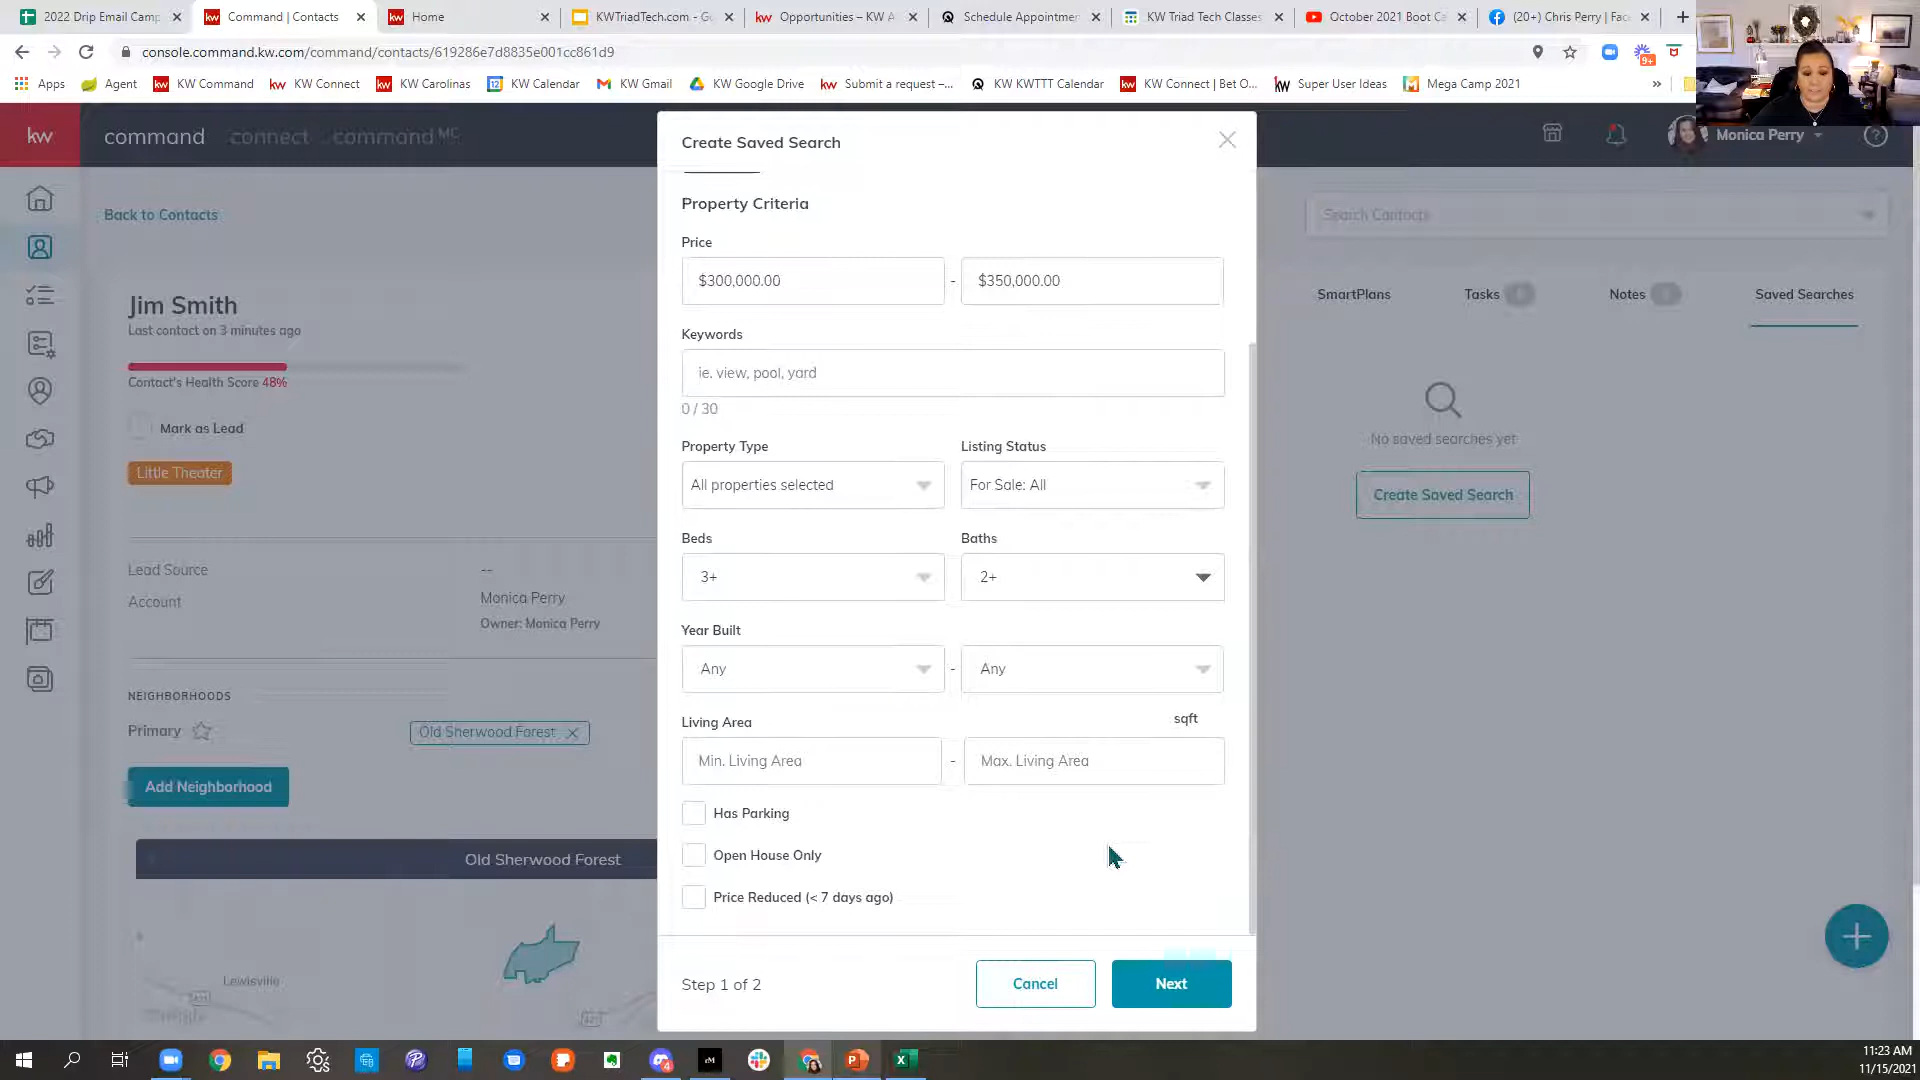 2022 Drip Email Camp
Command | Contacts
Home
KWTriadTech.com - G
Opportunities – KW A
Schedule Appointme
KW Triad Tech Classes
October 2021 Boot Ca
(20+) Chris Perry | Fac
console.command.kw.com/command/contacts/619286e7d8835e001cc861d9
9+
Apps
Agent
KW Command
KW Connect
KW Carolinas
KW Calendar
KW Gmail
KW Google Drive
Submit a request –...
KW KWTTT Calendar
KW Connect | Bet O...
Super User Ideas
Mega Camp 2021
kw
command
connect
command MC
Monica Perry
Back to Contacts
Search Contacts
Jim Smith
Last contact on 3 minutes ago
Contact's Health Score 48%
Mark as Lead
Little Theater
Lead Source
--
Account
Monica Perry
Owner: Monica Perry
NEIGHBORHOODS
Primary
Old Sherwood Forest
Add Neighborhood
Old Sherwood Forest
Lewisville
Create Saved Search
Property Criteria
Price
$300,000.00 - $350,000.00
Keywords
ie. view, pool, yard
0 / 30
Property Type
Listing Status
All properties selected
For Sale: All
Beds
Baths
3+
2+
Year Built
Any - Any
Living Area
sqft
Min. Living Area - Max. Living Area
Has Parking
Open House Only
Price Reduced (< 7 days ago)
Step 1 of 2
Cancel
Next
SmartPlans
Tasks
Notes
Saved Searches
No saved searches yet
Create Saved Search
11:23 AM
11/15/2021